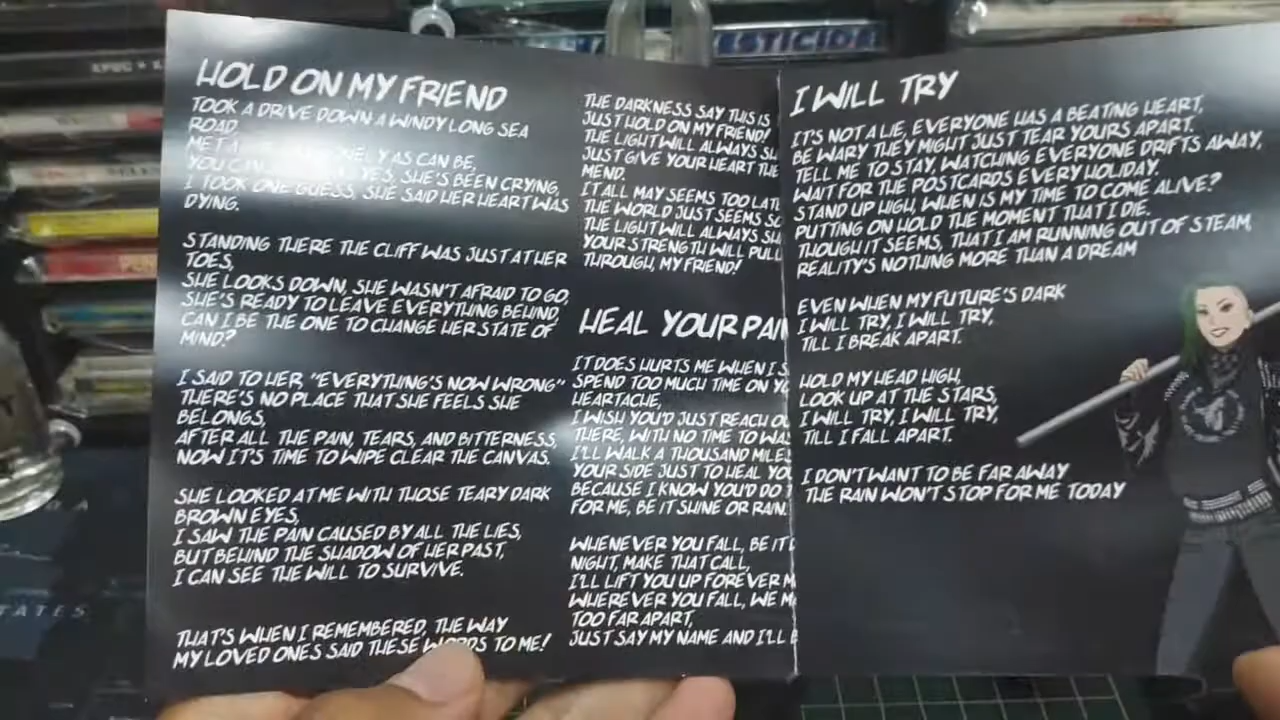 HOLD ON MY FRIEND
TOOK A DRIVE DOWN A WINDY LONG SEA
ROAD,
MET A AS CAN BE,
YOU CAN YES, SHE'S BEEN CRYING,
I TOOK ONE GUESS, SHE SAID HER HEART WAS
DYING.
STANDING THERE THE CLIFF WAS JUST AT HER
TOES,
SHE LOOKS DOWN, SHE WASN'T AFRAID TO GO,
SHE'S READY TO LEAVE EVERYTHING BEHIND,
CAN I BE THE ONE TO CHANGE HER STATE OF
MIND?
I SAID TO HER, "EVERYTHING'S NOW WRONG"
THERE'S NO PLACE THAT SHE FEELS SHE
BELONGS,
AFTER ALL THE PAIN, TEARS, AND BITTERNESS,
NOW IT'S TIME TO WIPE CLEAR THE CANVAS.
SHE LOOKED AT ME WITH THOSE TEARY DARK
BROWN EYES,
I SAW THE PAIN CAUSED BY ALL THE LIES,
BUT BEHIND THE SHADOW OF HER PAST,
I CAN SEE THE WILL TO SURVIVE.
THAT'S WHEN I REMEMBERED, THE WAY
MY LOVED ONES SAID THESE WORDS TO ME!
THE DARKNESS SAY THIS IS
JUST HOLD ON MY FRIEND!
THE LIGHT WILL ALWAYS
JUST GIVE YOUR HEART THE
MEND.
IT ALL MAY SEEMS TOO LATE
THE WORLD JUST SEEMS
THE LIGHT WILL ALWAYS
YOUR STRENGTH WILL PULL
THROUGH, MY FRIEND!
HEAL YOUR PAIN
IT DOES HURTS ME WHEN I
SPEND TOO MUCH TIME ON
HEARTACHE,
I WISH YOU'D JUST REACH
THERE, WITH NO TIME TO
I'LL WALK A THOUSAND MILES
YOUR SIDE JUST TO HEAL
BECAUSE I KNOW YOU'D DO
FOR ME, BE IT SHINE OR RAIN.
WHENEVER YOU FALL, BE IT
NIGHT, MAKE THAT CALL,
I'LL LIFT YOU UP FOREVER
WHEREVER YOU FALL, WE
TOO FAR APART,
JUST SAY MY NAME AND I'LL
I WILL TRY
IT'S NOT A LIE, EVERYONE HAS A BEATING HEART,
BE WARY THEY MIGHT JUST TEAR YOURS APART.
TELL ME TO STAY, WATCHING EVERYONE DRIFTS AWAY,
WAIT FOR THE POSTCARDS EVERY HOLIDAY.
STAND UP HIGH, WHEN IS MY TIME TO COME ALIVE?
PUTTING ON HOLD THE MOMENT THAT I DIE.
THOUGH IT SEEMS, THAT I AM RUNNING OUT OF STEAM,
REALITY'S NOTHING MORE THAN A DREAM
EVEN WHEN MY FUTURE'S DARK
I WILL TRY, I WILL TRY,
TILL I BREAK APART.
HOLD MY HEAD HIGH,
LOOK UP AT THE STARS,
I WILL TRY, I WILL TRY,
TILL I FALL APART.
I DON'T WANT TO BE FAR AWAY
THE RAIN WON'T STOP FOR ME TODAY